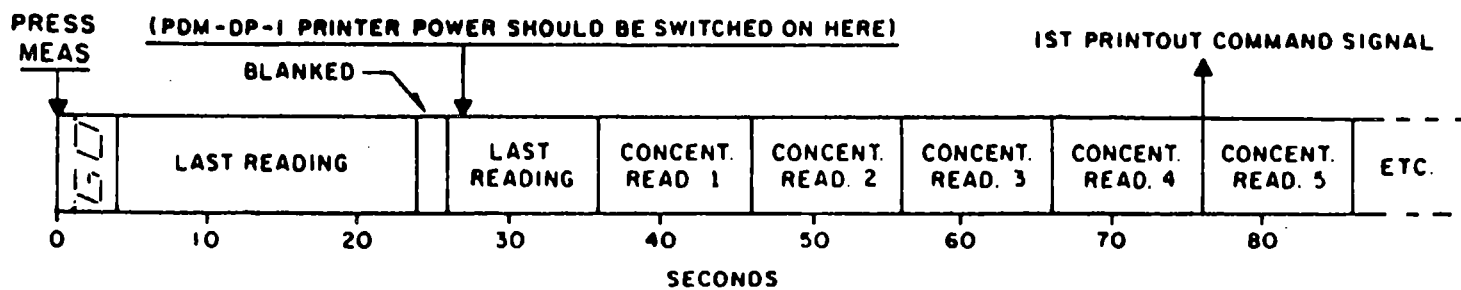 PRESS MEAS
(PDM-DP-1 PRINTER POWER SHOULD BE SWITCHED ON HERE)
1ST PRINTOUT COMMAND SIGNAL
BLANKED
GO
LAST READING
LAST READING
CONCENT. READ 1
CONCENT. READ. 2
CONCENT. READ. 3
CONCENT. READ. 4
CONCENT. READ. 5
ETC.
0 10 20 30 40 50 60 70 80
SECONDS